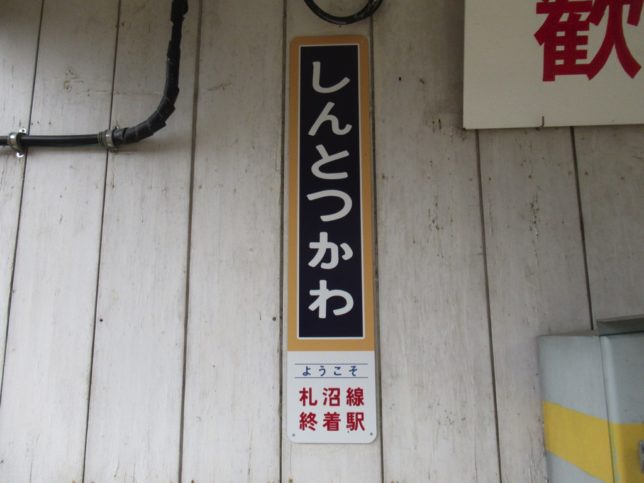 しんとつかわ
ようこそ
札沼線
終着駅
歓